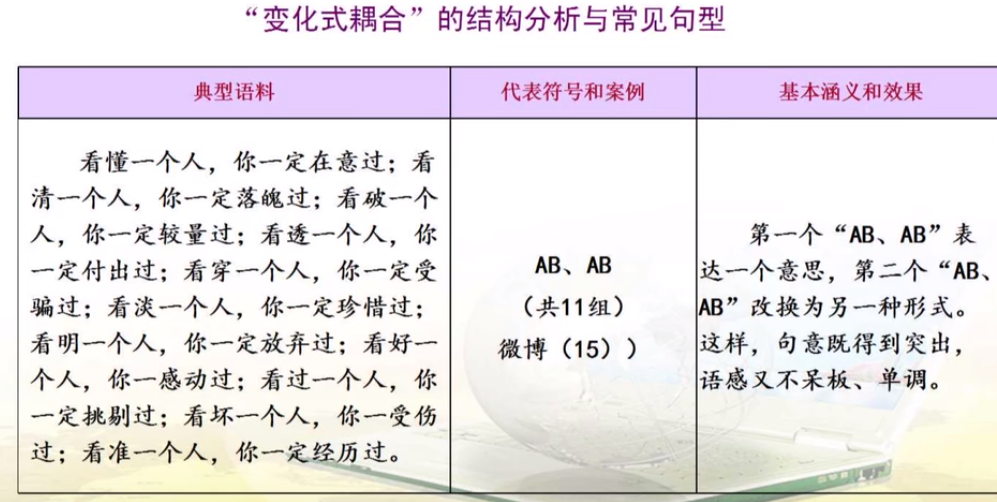 “变化式耦合”的结构分析与常见句型
典型语料
代表符号和案例
基本涵义和效果
看懂一个人，你一定在意过；看
清一个人，你一定落魄过；看破一个
人，你一定较量过；看透一个人，你
一定付出过；看穿一个人，你一定受
骗过；看淡一个人，你一定珍惜过；
看明一个人，你一定放弃过；看好一
个人，你一感动过；看过一个人，你
一定挑剔过；看坏一个人，你一受伤
过；看准一个人，你一定经历过。
AB、AB
（共11组）
微博（15））
第一个“AB、AB”表
达一个意思，第二个“AB、
AB”改换为另一种形式。
这样，句意既得到突出，
语感又不呆板、单调。